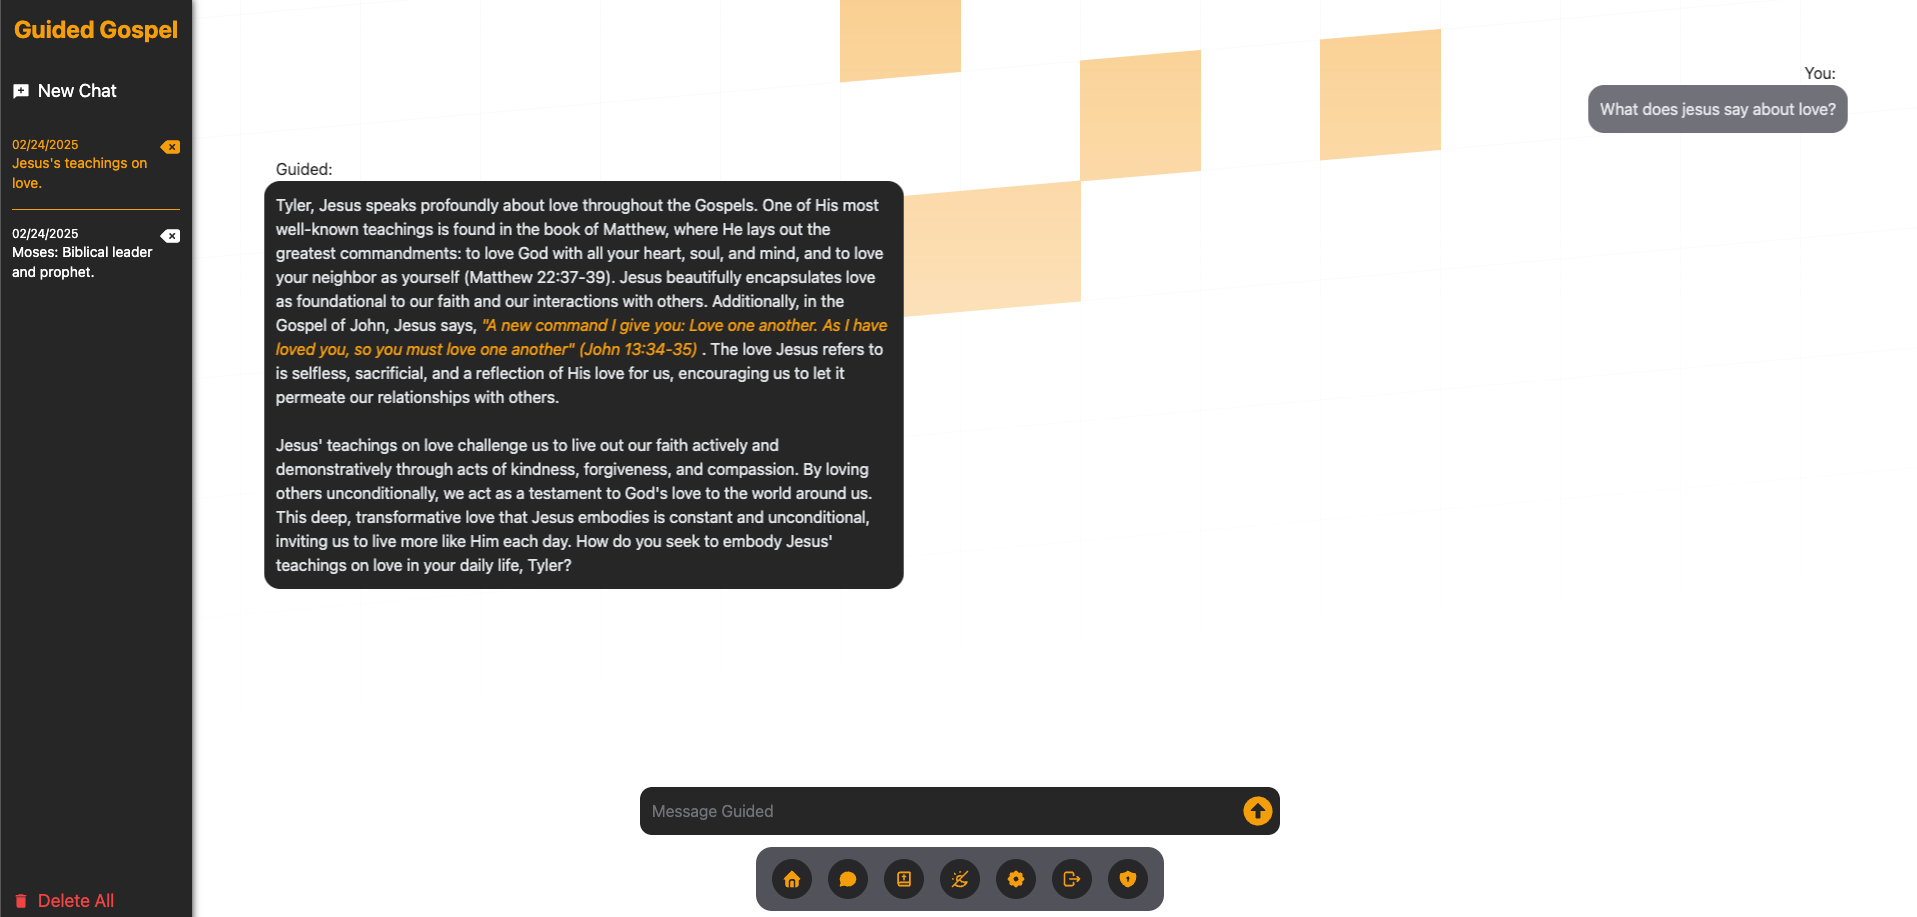 Guided Gospel
New Chat
02/24/2025
Jesus's teachings on
love.
02/24/2025
Moses: Biblical leader
and prophet.
Delete All
You:
What does jesus say about love?
Guided:
Tyler, Jesus speaks profoundly about love throughout the Gospels. One of His most
well-known teachings is found in the book of Matthew, where He lays out the
greatest commandments: to love God with all your heart, soul, and mind, and to love
your neighbor as yourself (Matthew 22:37-39). Jesus beautifully encapsulates love
as foundational to our faith and our interactions with others. Additionally, in the
Gospel of John, Jesus says, "A new command I give you: Love one another. As I have
loved you, so you must love one another" (John 13:34-35) . The love Jesus refers to
is selfless, sacrificial, and a reflection of His love for us, encouraging us to let it
permeate our relationships with others.
Jesus' teachings on love challenge us to live out our faith actively and
demonstratively through acts of kindness, forgiveness, and compassion. By loving
others unconditionally, we act as a testament to God's love to the world around us.
This deep, transformative love that Jesus embodies is constant and unconditional,
inviting us to live more like Him each day. How do you seek to embody Jesus'
teachings on love in your daily life, Tyler?
Message Guided